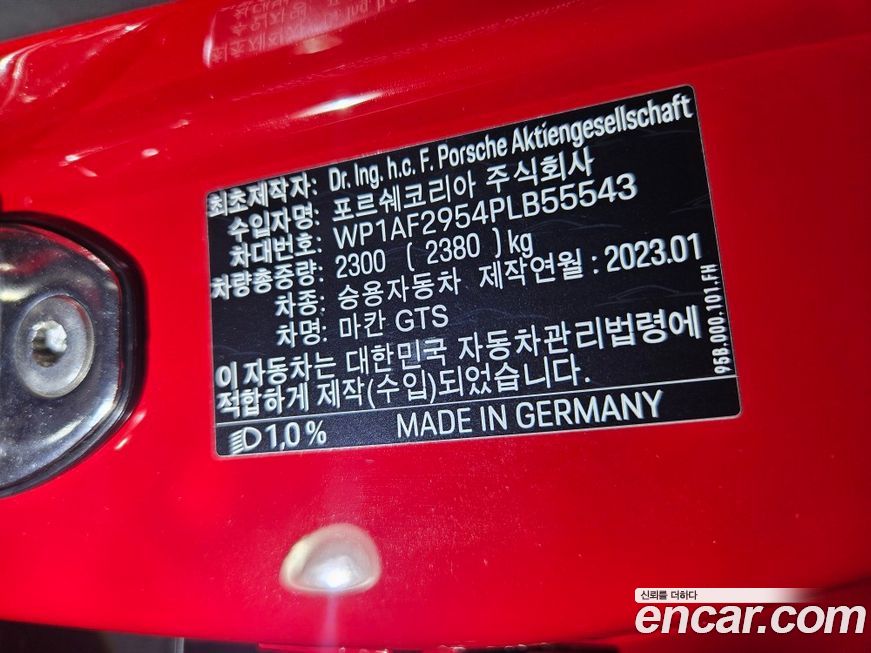 최초제작자: Dr. Ing. h.c. F. Porsche Aktiengesellschaft
수입자명: 포르쉐코리아 주식회사
차대번호: WP1AF2954PLB55543
차량총중량: 2300 ( 2380 ) kg
차종: 승용자동차 제작연월 : 2023.01
차명: 마칸 GTS
이 자동차는 대한민국 자동차관리법령에
적합하게 제작(수입)되었습니다.
1,0 % MADE IN GERMANY
95B.000.101.FH
신뢰를 더하다
encar.com